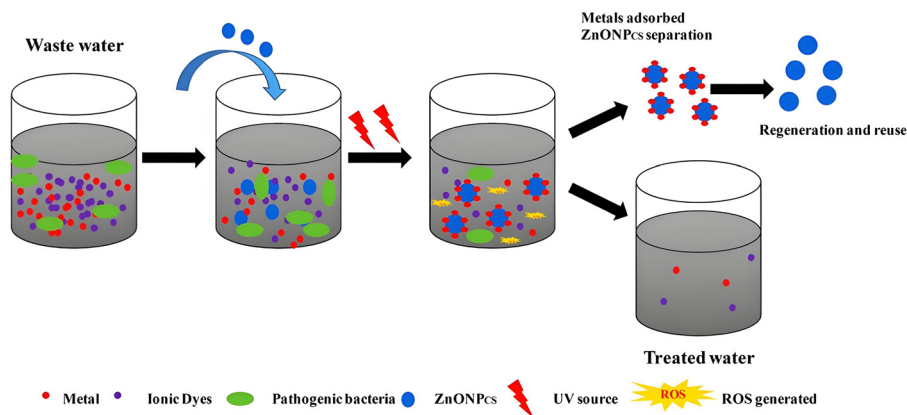 Waste water
Metals adsorbed
ZnONPCS separation
Regeneration and reuse
Treated water
Metal
Ionic Dyes
Pathogenic bacteria
ZnONPCS
UV source
ROS
ROS generated